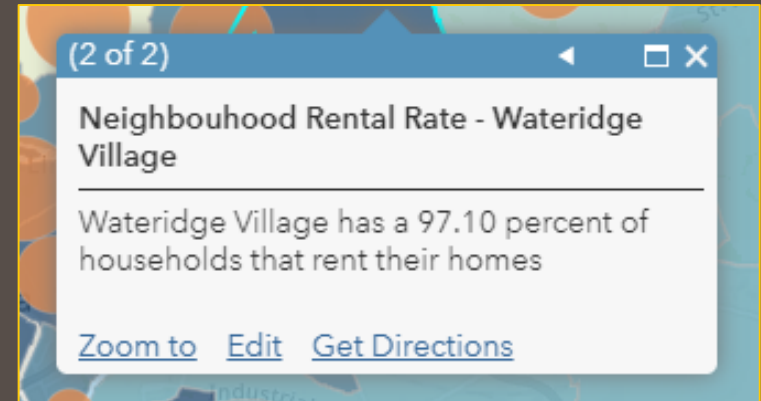 (2 of 2)
Neighbouhood Rental Rate - Wateridge
Village
Wateridge Village has a 97.10 percent of
households that rent their homes
Zoom to Edit Get Directions